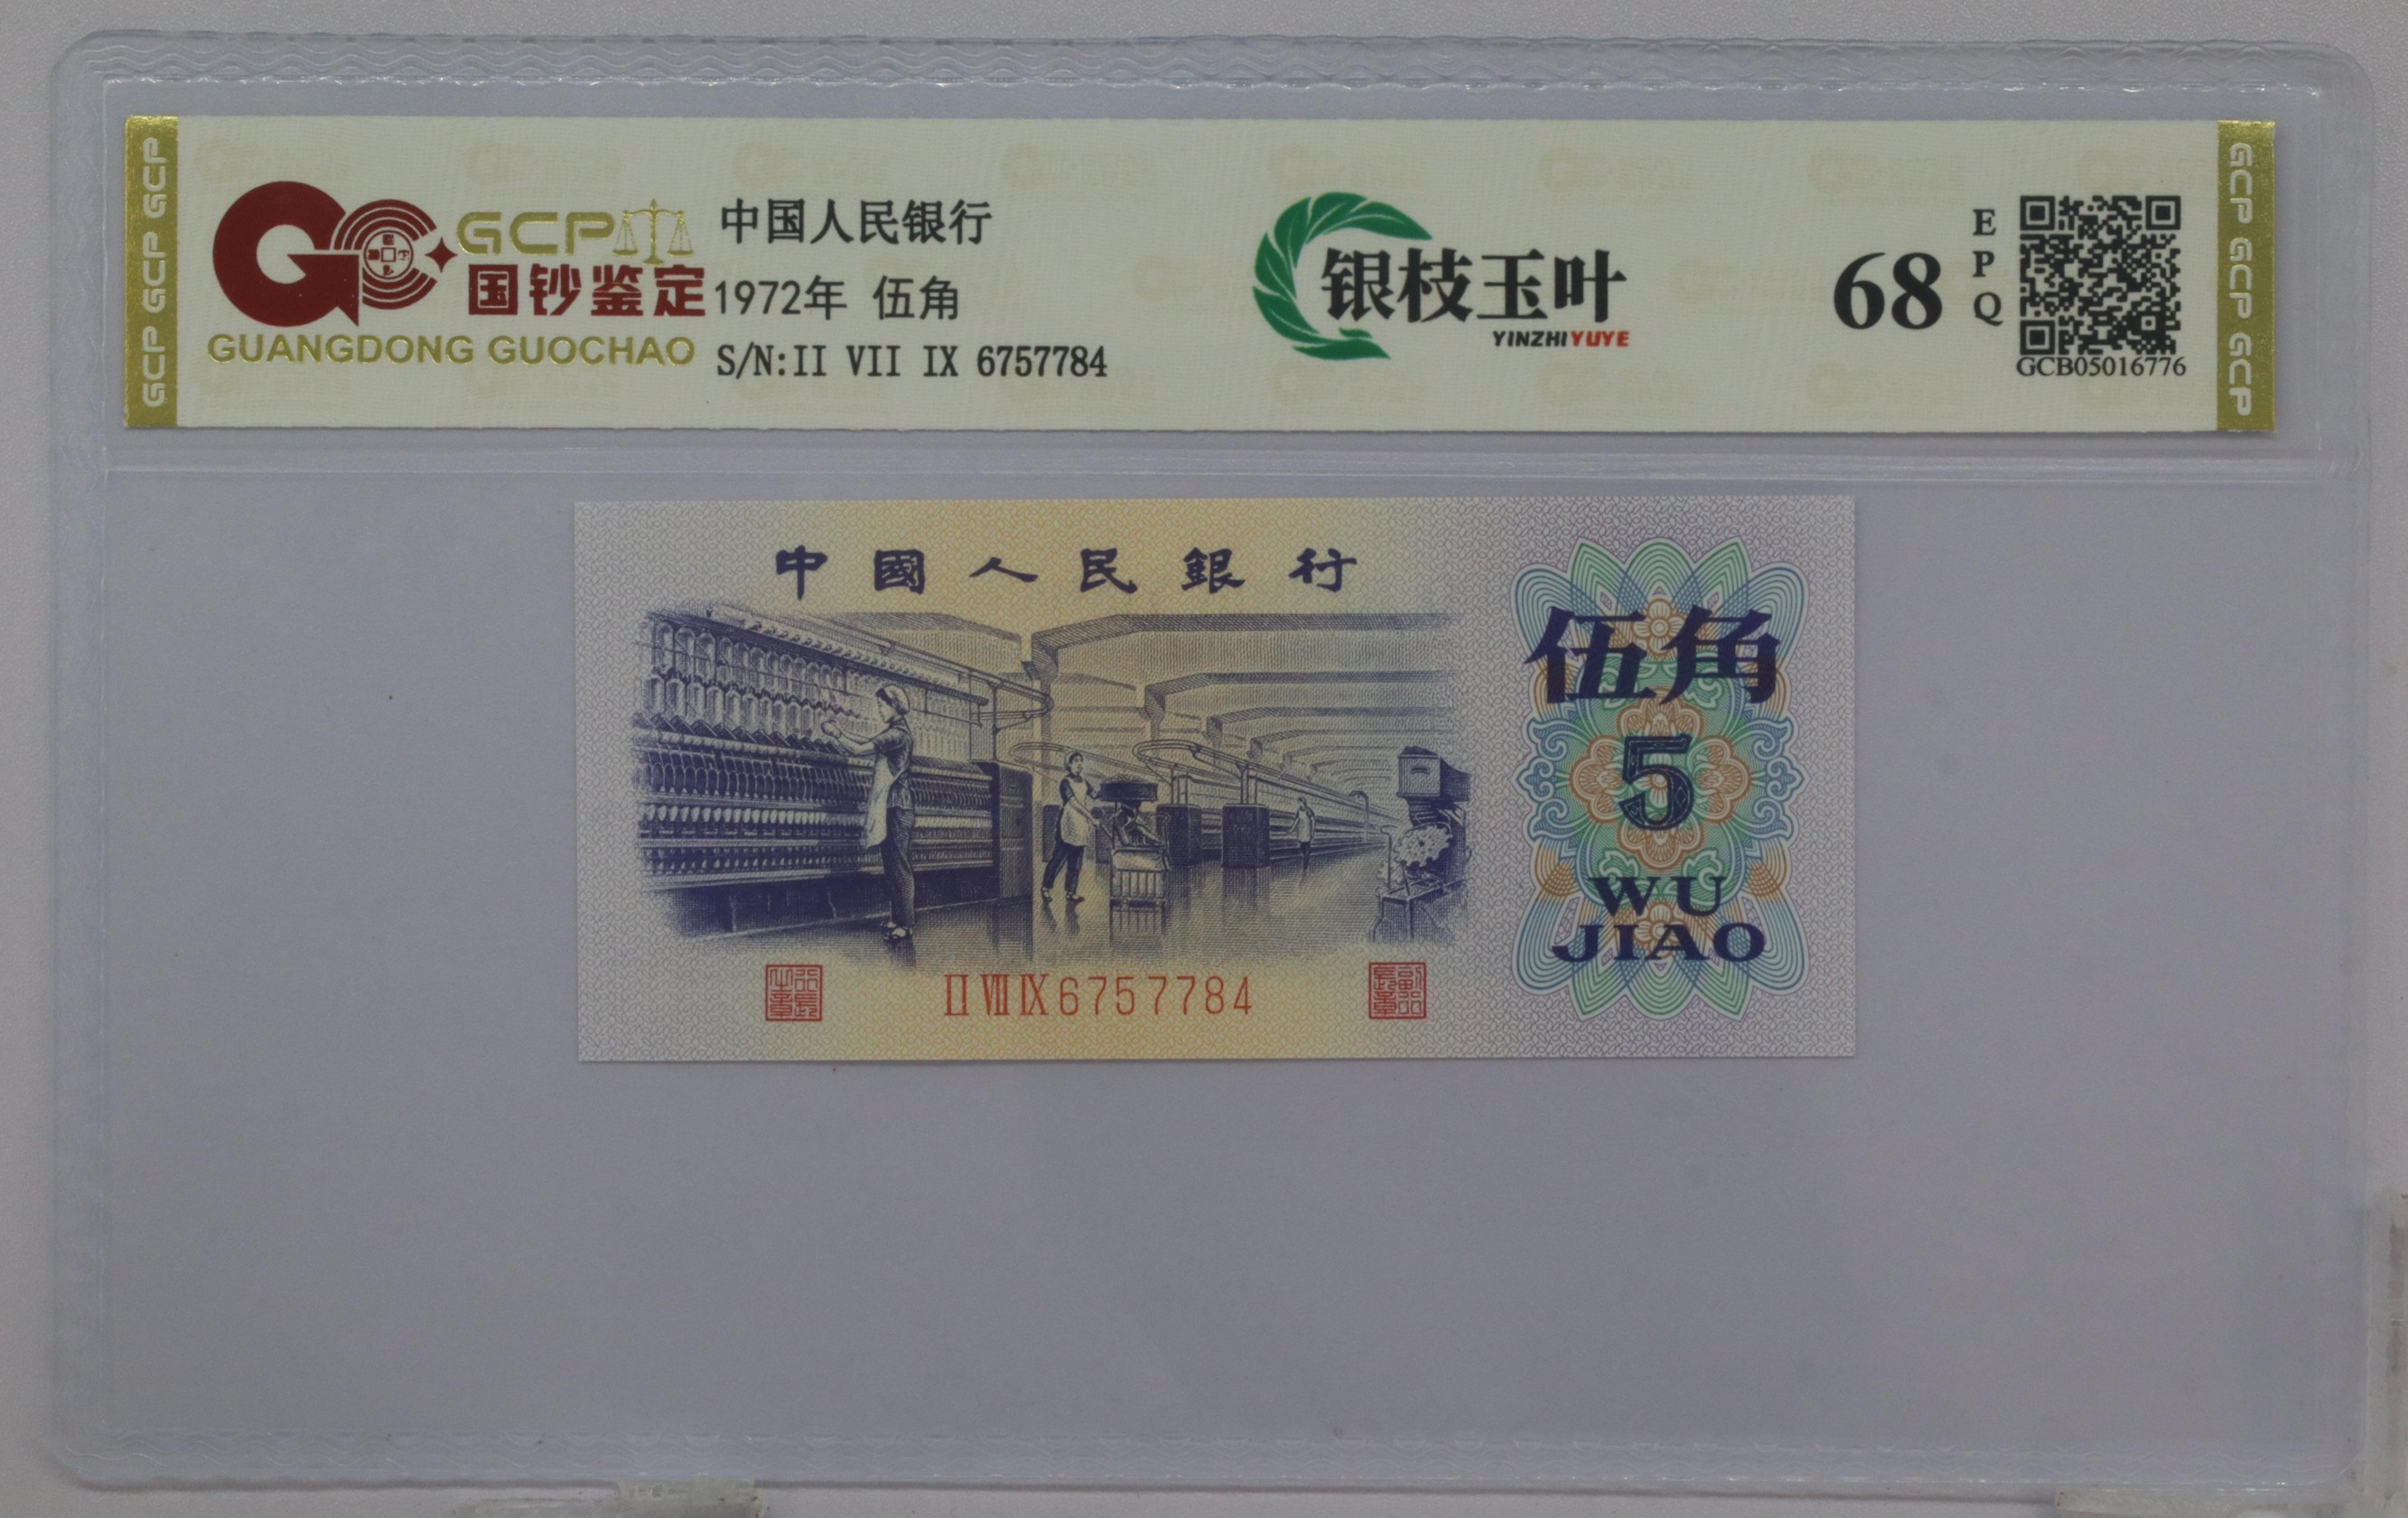 GCP GCP GCP
GCP
国钞鉴定
GUANGDONG GUOCHAO
中国人民银行
1972年 伍角
S/N:II VII IX 6757784
银枝玉叶
YINZHIYUYE
68
EPQ
GCB05016776
GCP GCP GCP
中國人民銀行
伍角
5
WU
JIAO
II VII IX 6757784